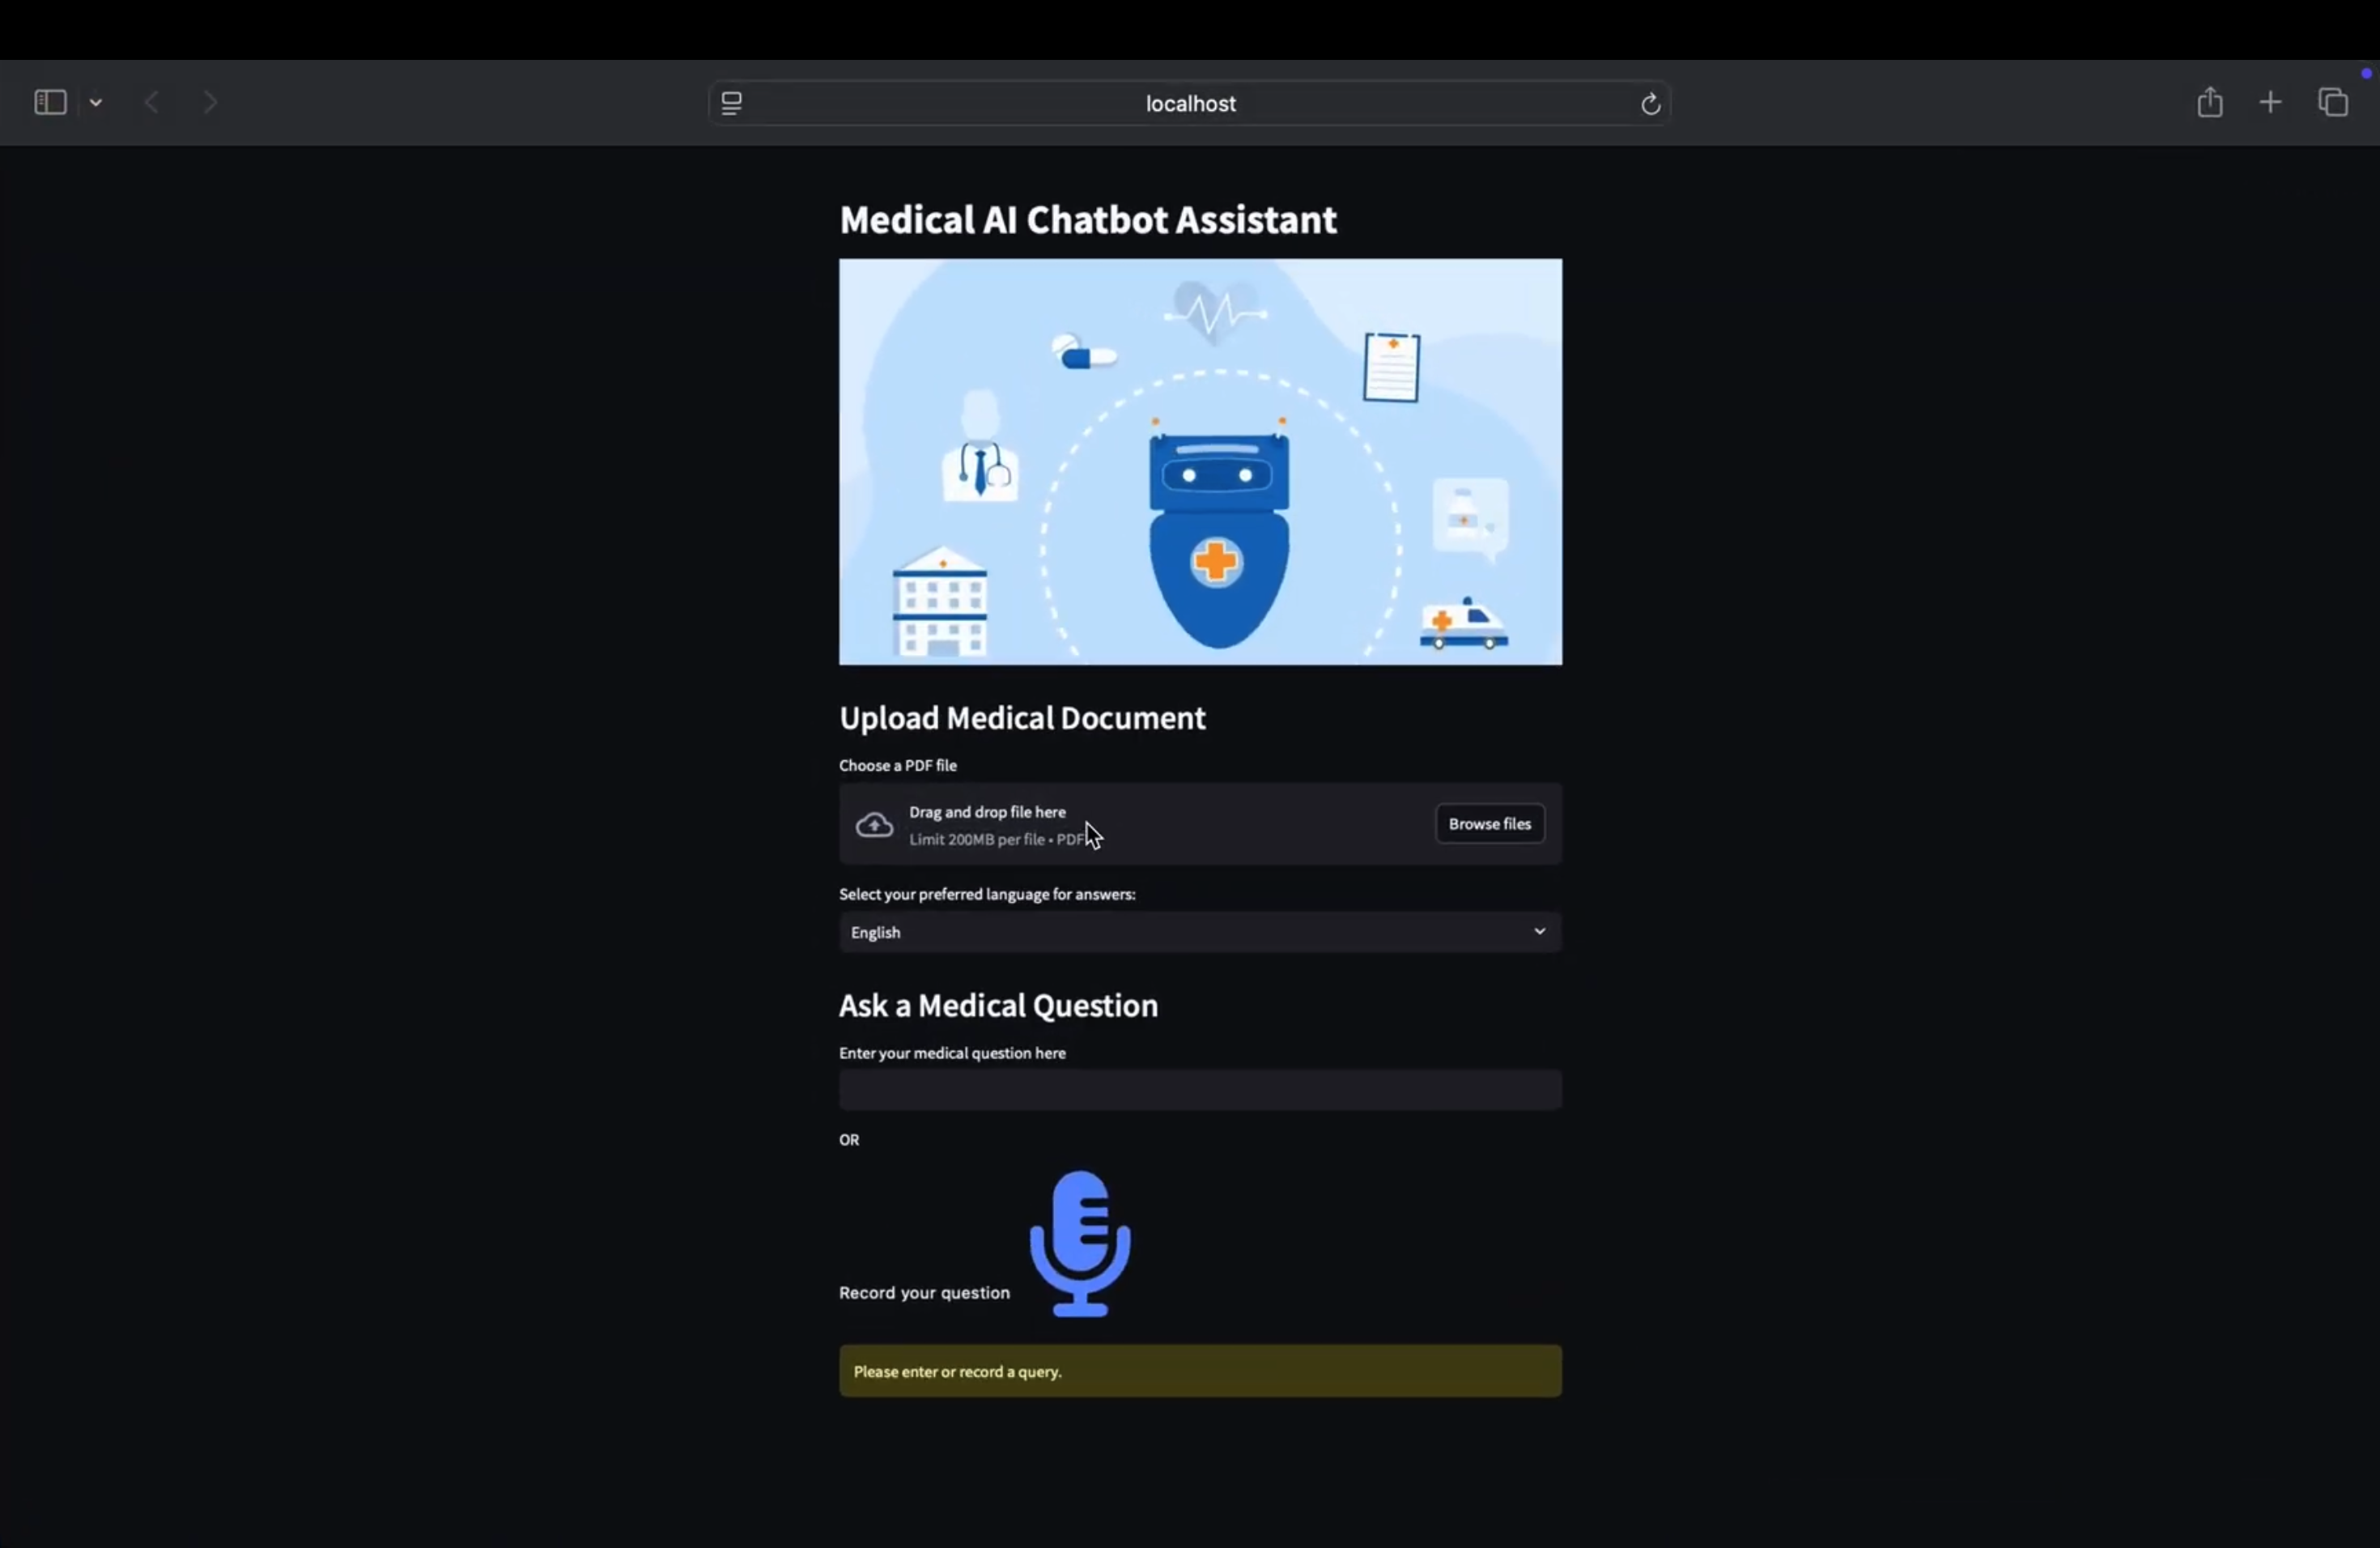 localhost
Medical AI Chatbot Assistant
Upload Medical Document
Choose a PDF file
Drag and drop file here
Limit 200MB per file • PDF
Browse files
Select your preferred language for answers:
English
Ask a Medical Question
Enter your medical question here
OR
Record your question
Please enter or record a query.